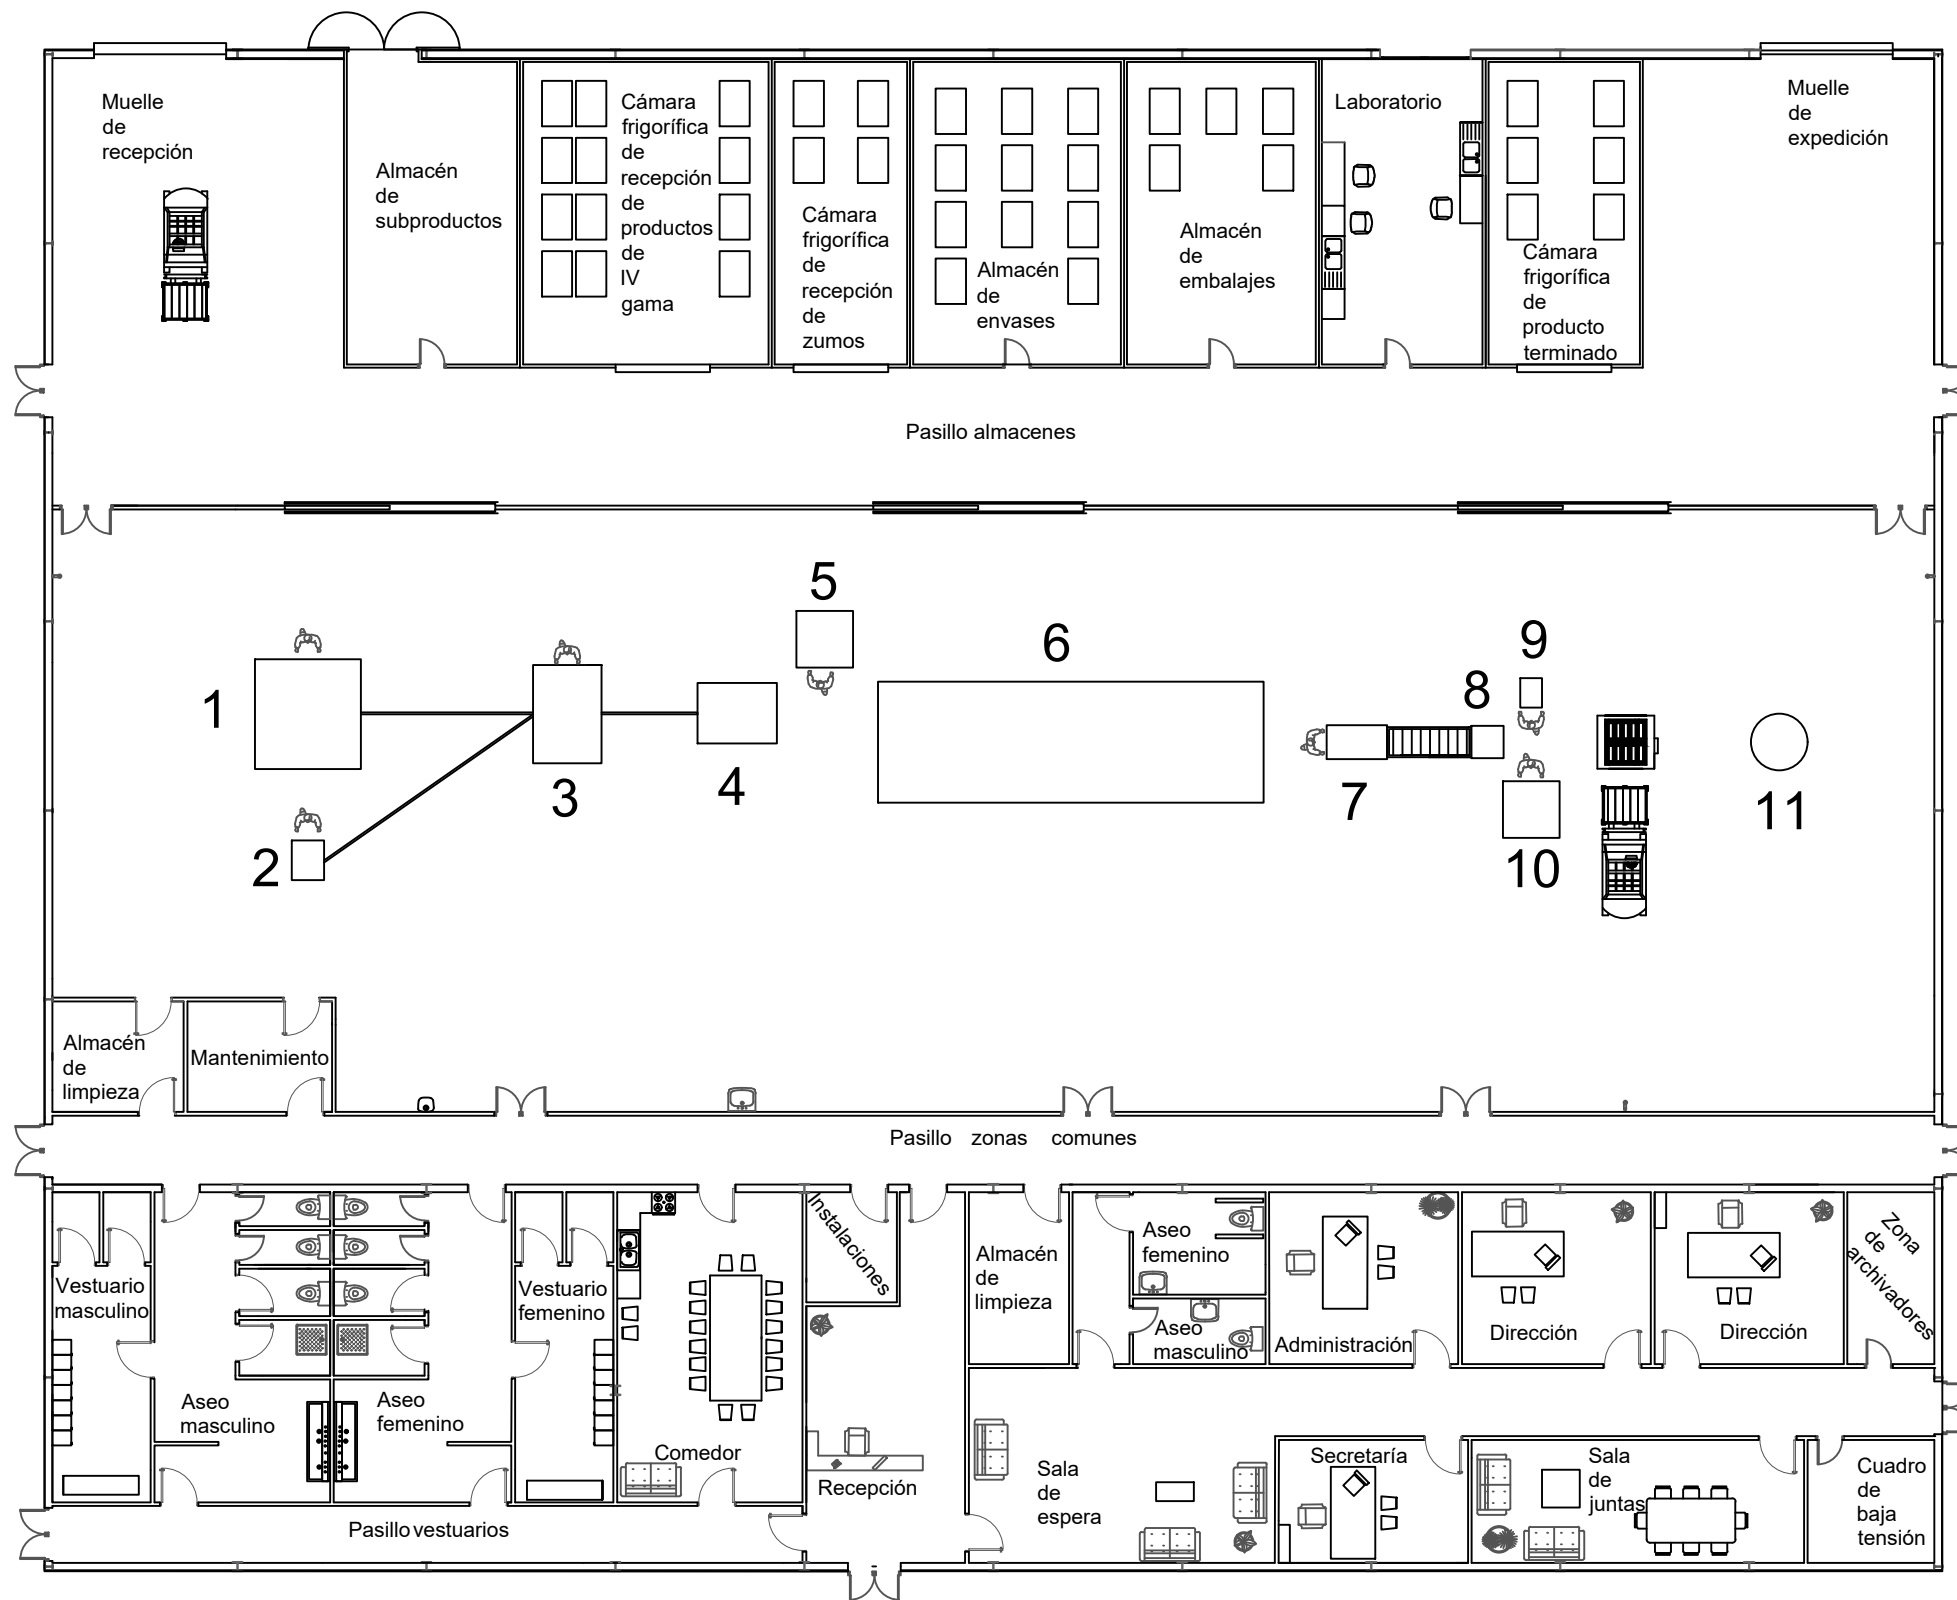 Muelle
de
recepción
Almacén
de
subproductos
Cámara
frigorífica
de
recepción
de
productos
de
IV
gama
Cámara
frigorífica
de
recepción
de
zumos
Almacén
de
envases
Almacén
de
embalajes
Laboratorio
Cámara
frigorífica
de
producto
terminado
Muelle
de
expedición
Pasillo almacenes
1
2
3
4
5
6
7
8
9
10
11
Almacén
de
limpieza
Mantenimiento
Pasillo zonas comunes
Vestuario
masculino
Aseo
masculino
Aseo
femenino
Vestuario
femenino
Comedor
Instalaciones
Recepción
Almacén
de
limpieza
Aseo
femenino
Aseo
masculino
Administración
Dirección
Dirección
Zona
de
archivadores
Sala
de
espera
Secretaría
Sala
de
juntas
Cuadro
de
baja
tensión
Pasillo vestuarios